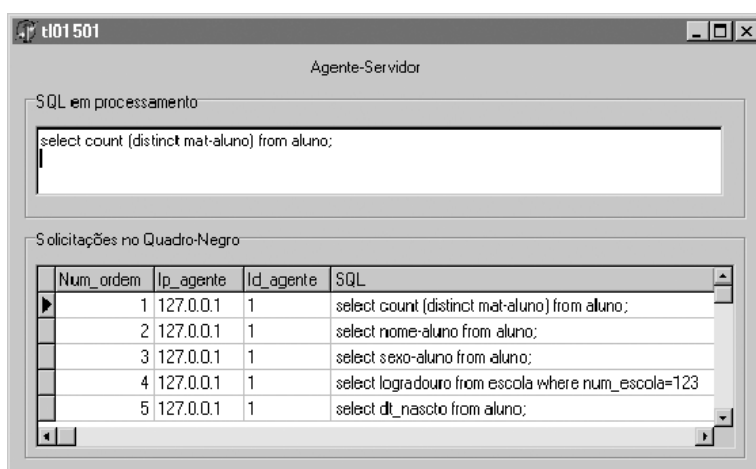 tl01501
Agente-Servidor
SQL em processamento
select count (distinct mat-aluno) from aluno;
Solicitações no Quadro-Negro
Num_ordem Ip_agente Id_agente SQL
1 127.0.0.1 1 select count (distinct mat-aluno) from aluno;
2 127.0.0.1 1 select nome-aluno from aluno;
3 127.0.0.1 1 select sexo-aluno from aluno;
4 127.0.0.1 1 select logradouro from escola where num_escola=123
5 127.0.0.1 1 select dt_nascto from aluno;